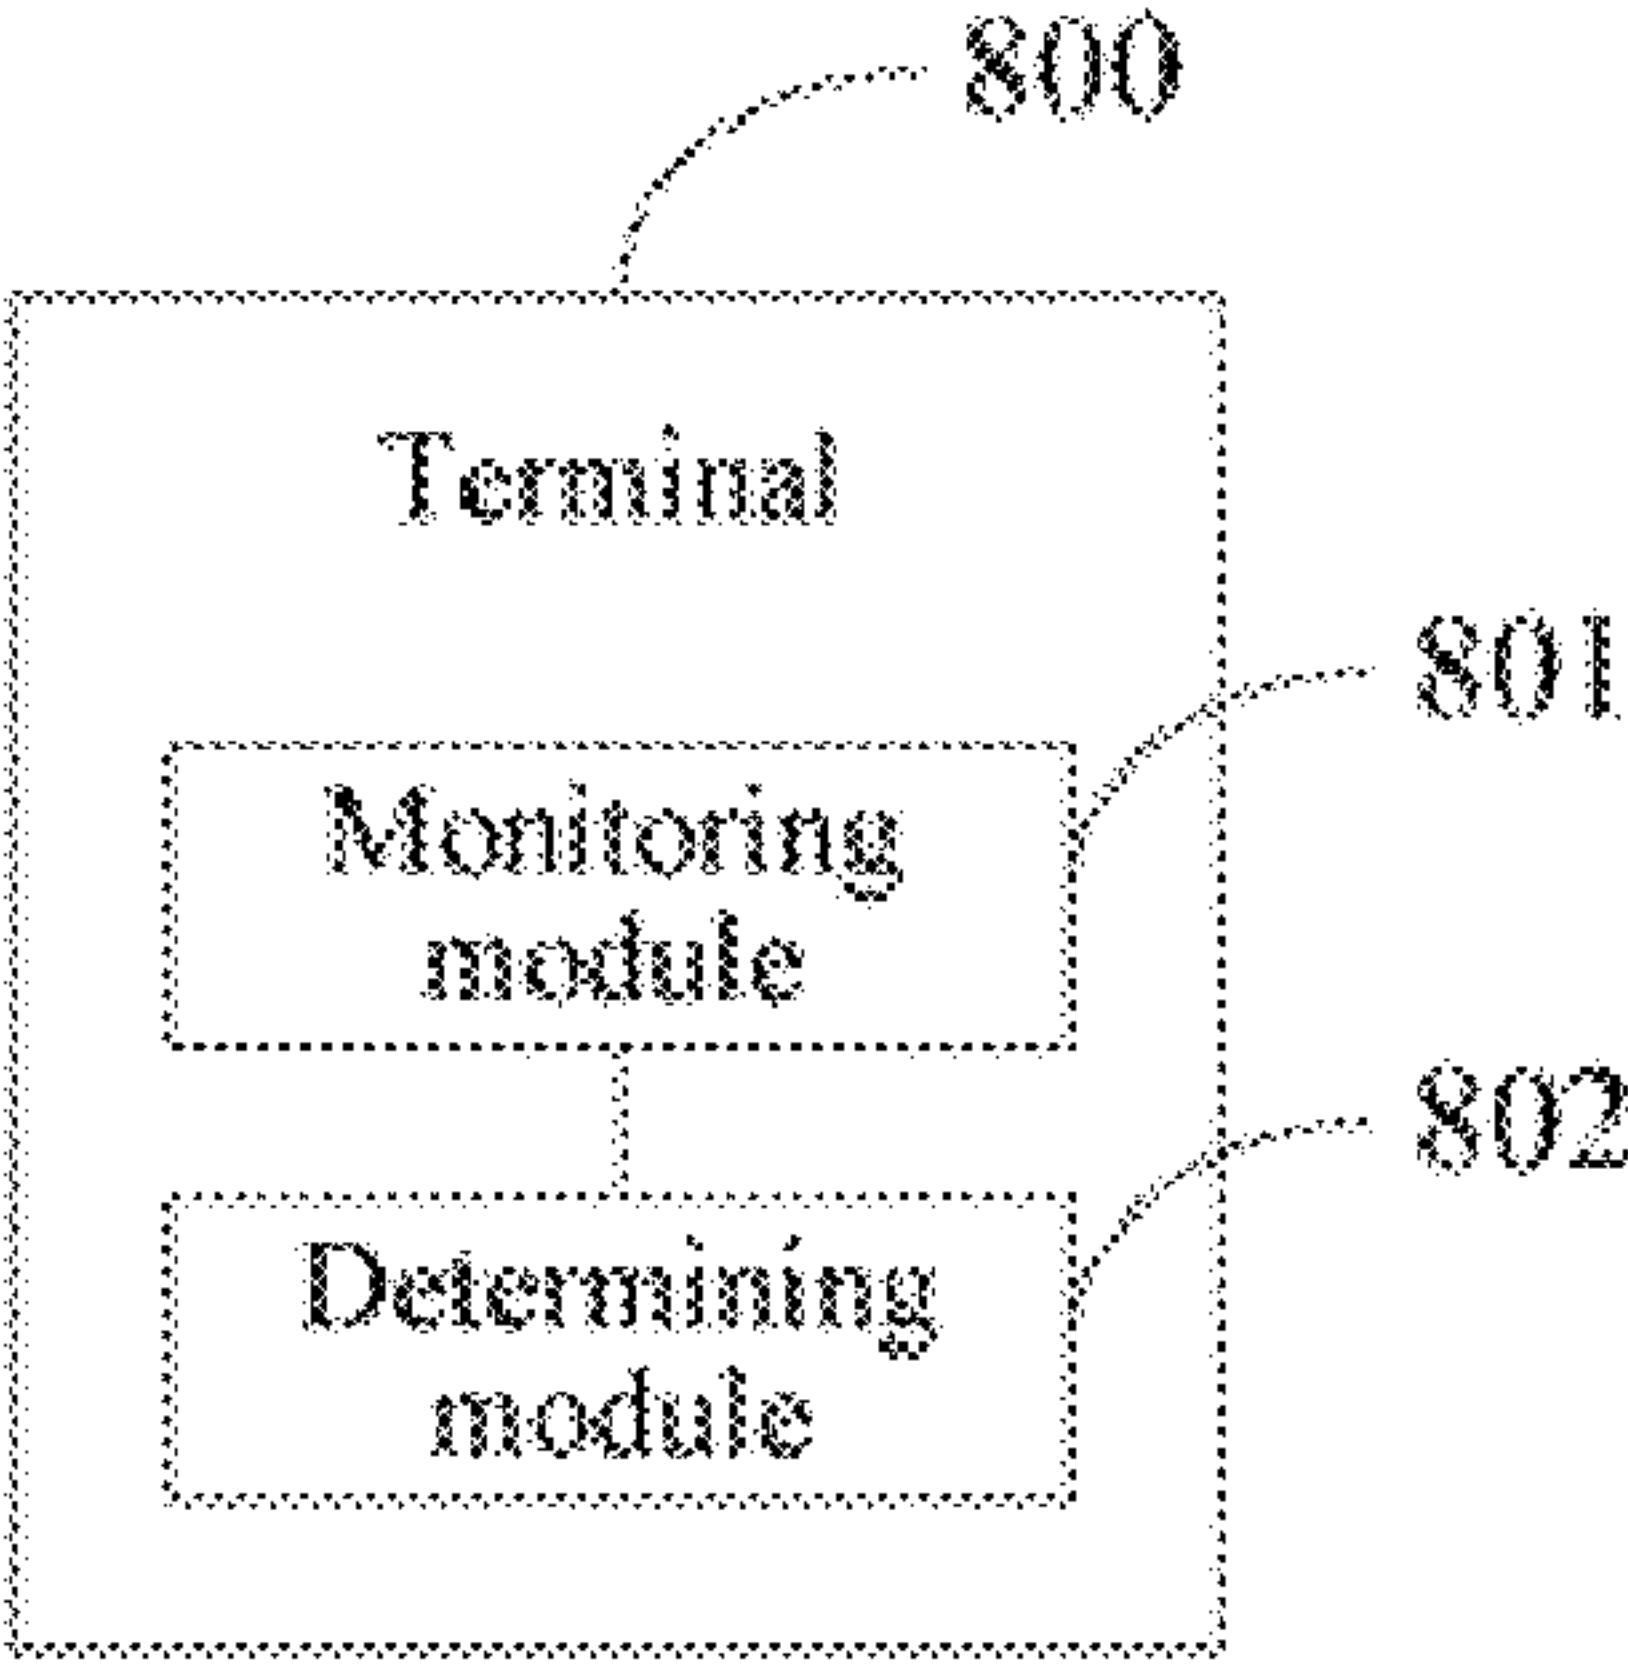 800
Terminal
801
Monitoring
module
802
Determining
module